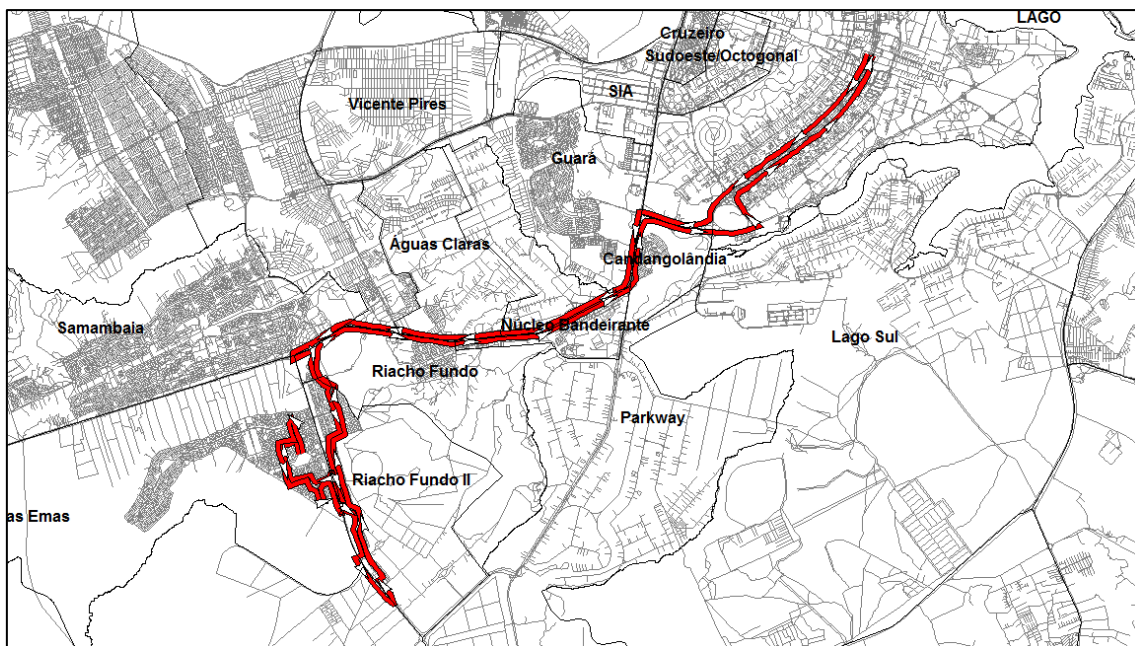 LAGO
Cruzeiro
Sudoeste/Octogonal
SIA
Vicente Pires
Guará
Águas Claras
Candangolândia
Samambaia
Núcleo Bandeirante
Lago Sul
Riacho Fundo
Parkway
Riacho Fundo II
as Emas